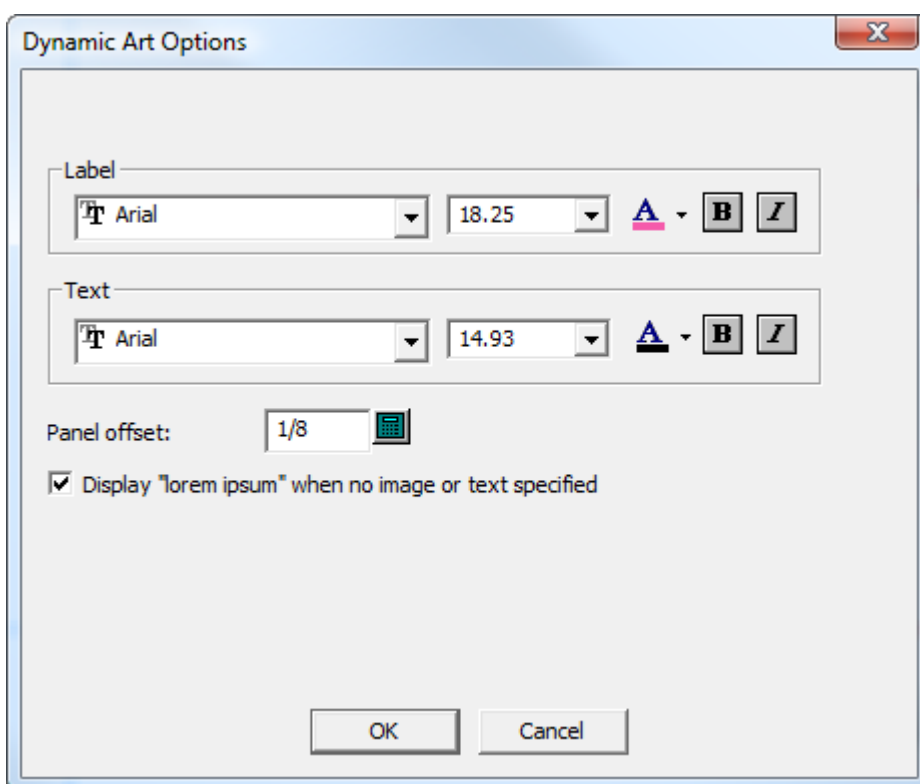 Dynamic Art Options
Label
Arial 18.25 A B I
Text
Arial 14.93 A B I
Panel offset: 1/8
Display "lorem ipsum" when no image or text specified
OK Cancel